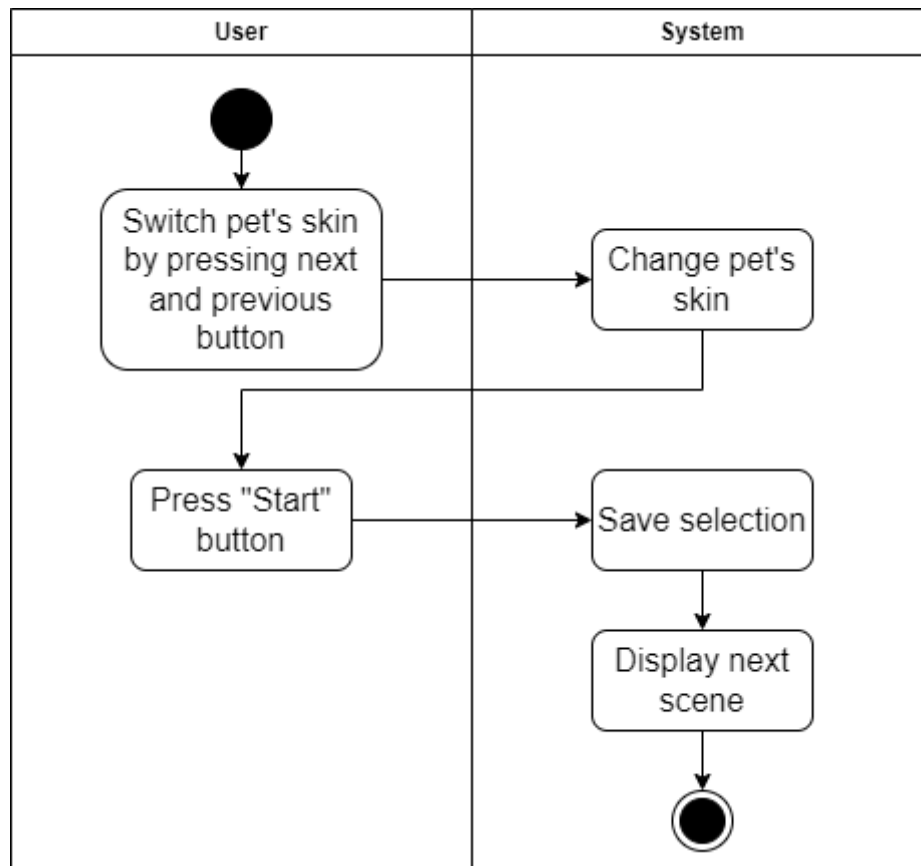 User
System
Switch pet's skin
by pressing next
and previous
button
Change pet's
skin
Press "Start"
button
Save selection
Display next
scene